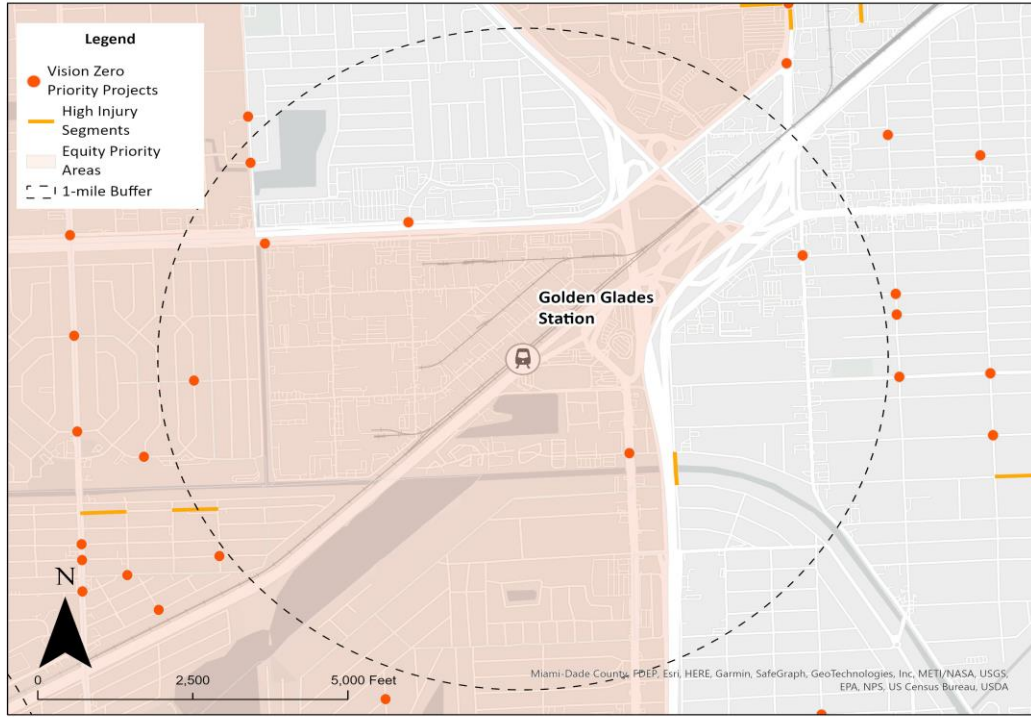 Legend
Vision Zero
Priority Projects
High Injury
Segments
Equity Priority
Areas
1-mile Buffer
Golden Glades
Station
N
0 2,500 5,000 Feet
Miami-Dade County, FDEP, Esri, HERE, Garmin, SafeGraph, GeoTechnologies, Inc, METI/NASA, USGS,
EPA, NPS, US Census Bureau, USDA